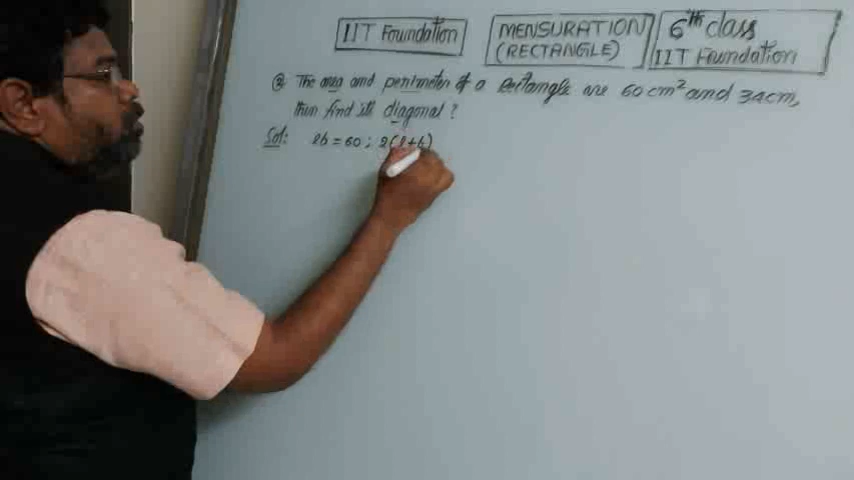 IIT Foundation
MENSURATION
(RECTANGLE)
6th class
IIT Foundation
Q The area and perimeter of a Rectangle are 60 cm² and 34cm,
then find its diagonal?
Sol: lb = 60 ; 2(l+b)